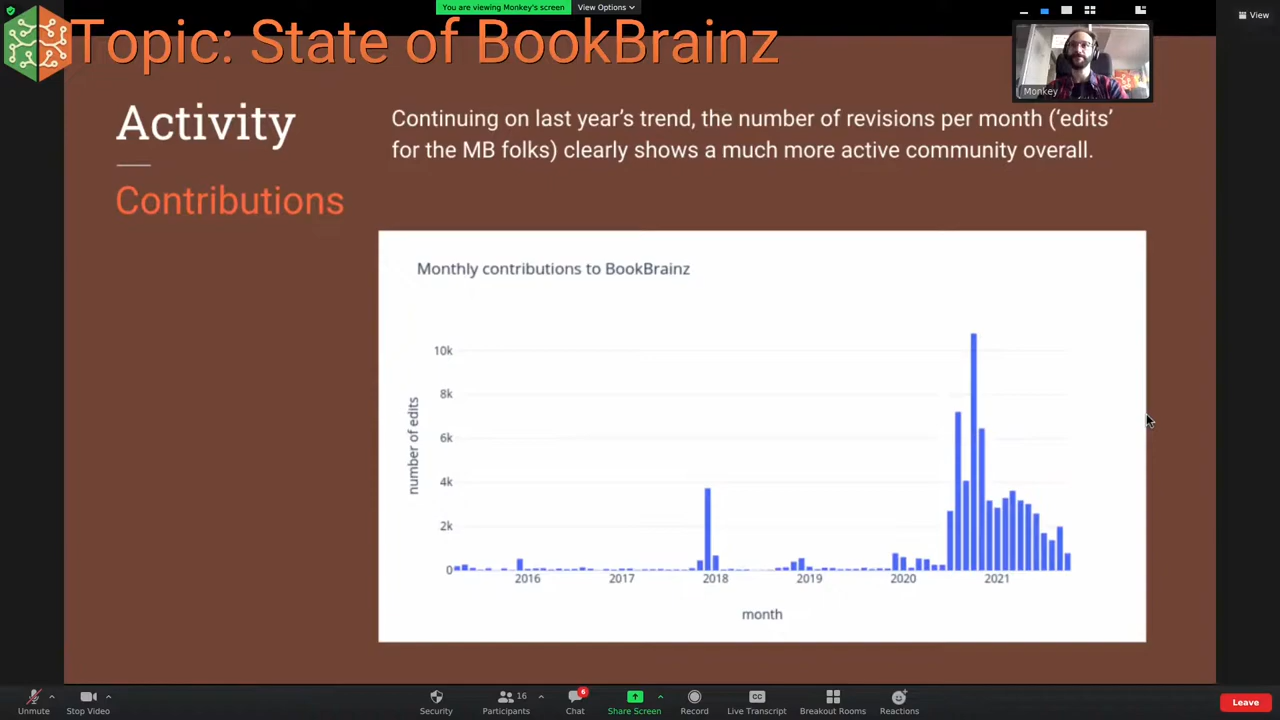 You are viewing Monkey's screen
View Options
View
Topic: State of BookBrainz
Monkey
Activity
Contributions
Continuing on last year's trend, the number of revisions per month ('edits'
for the MB folks) clearly shows a much more active community overall.
Monthly contributions to BookBrainz
10k
8k
6k
4k
2k
0
number of edits
2016 2017 2018 2019 2020 2021
month
Unmute
Stop Video
Security
16
Participants
6
Chat
Share Screen
Record
CC
Live Transcript
Breakout Rooms
Reactions
Leave